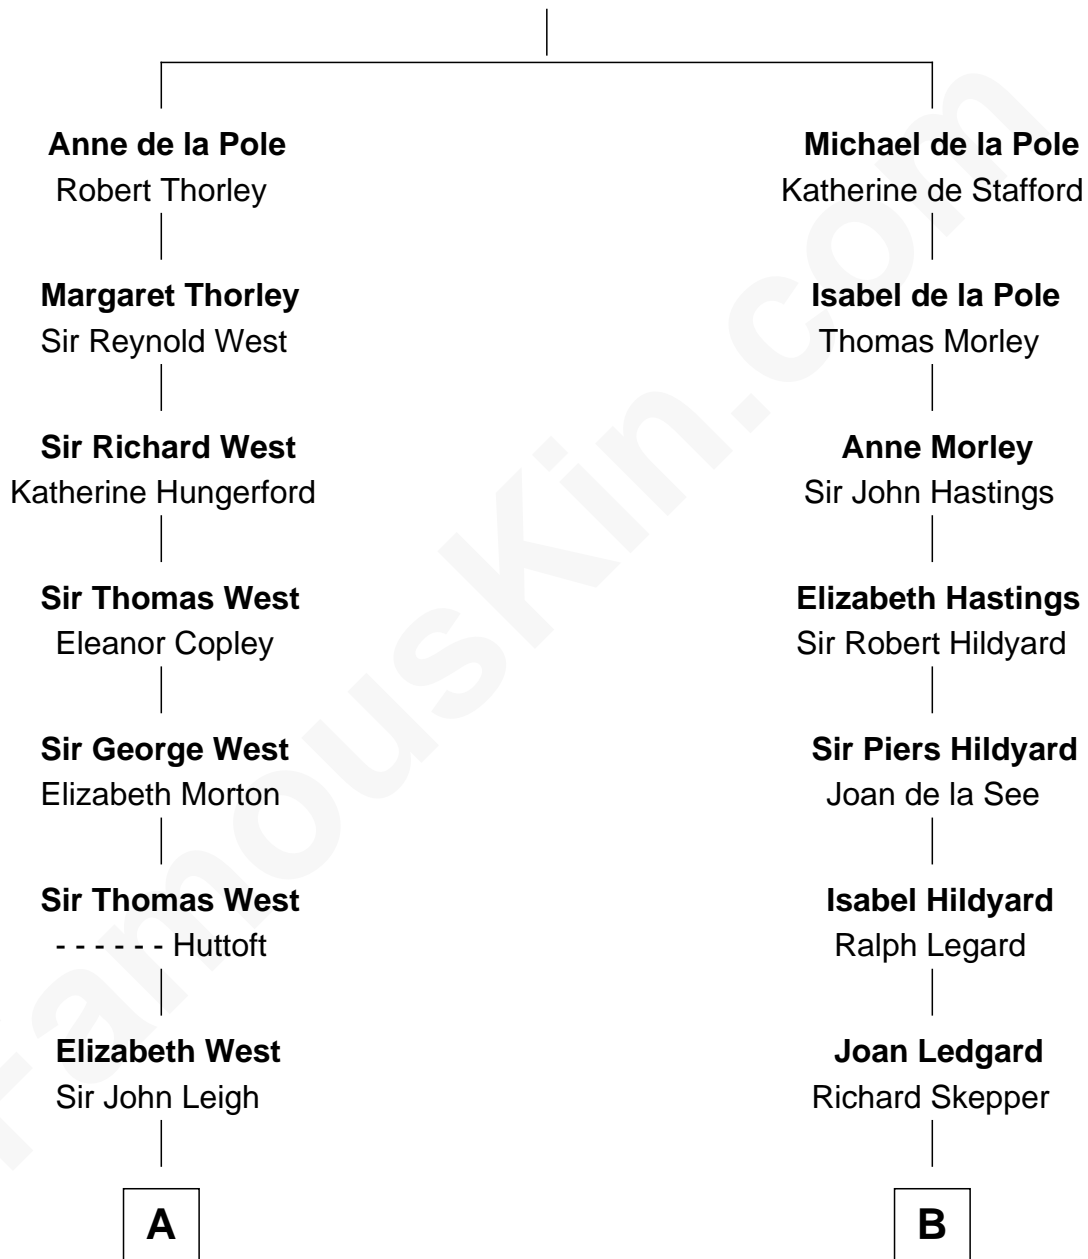 Anne de la Pole
Robert Thorley
Margaret Thorley
Sir Reynold West
Sir Richard West
Katherine Hungerford
Sir Thomas West
Eleanor Copley
Sir George West
Elizabeth Morton
Sir Thomas West
- - - - - - Huttoft
Elizabeth West
Sir John Leigh
A
Michael de la Pole
Katherine de Stafford
Isabel de la Pole
Thomas Morley
Anne Morley
Sir John Hastings
Elizabeth Hastings
Sir Robert Hildyard
Sir Piers Hildyard
Joan de la See
Isabel Hildyard
Ralph Legard
Joan Ledgard
Richard Skepper
B
FamousKin.com